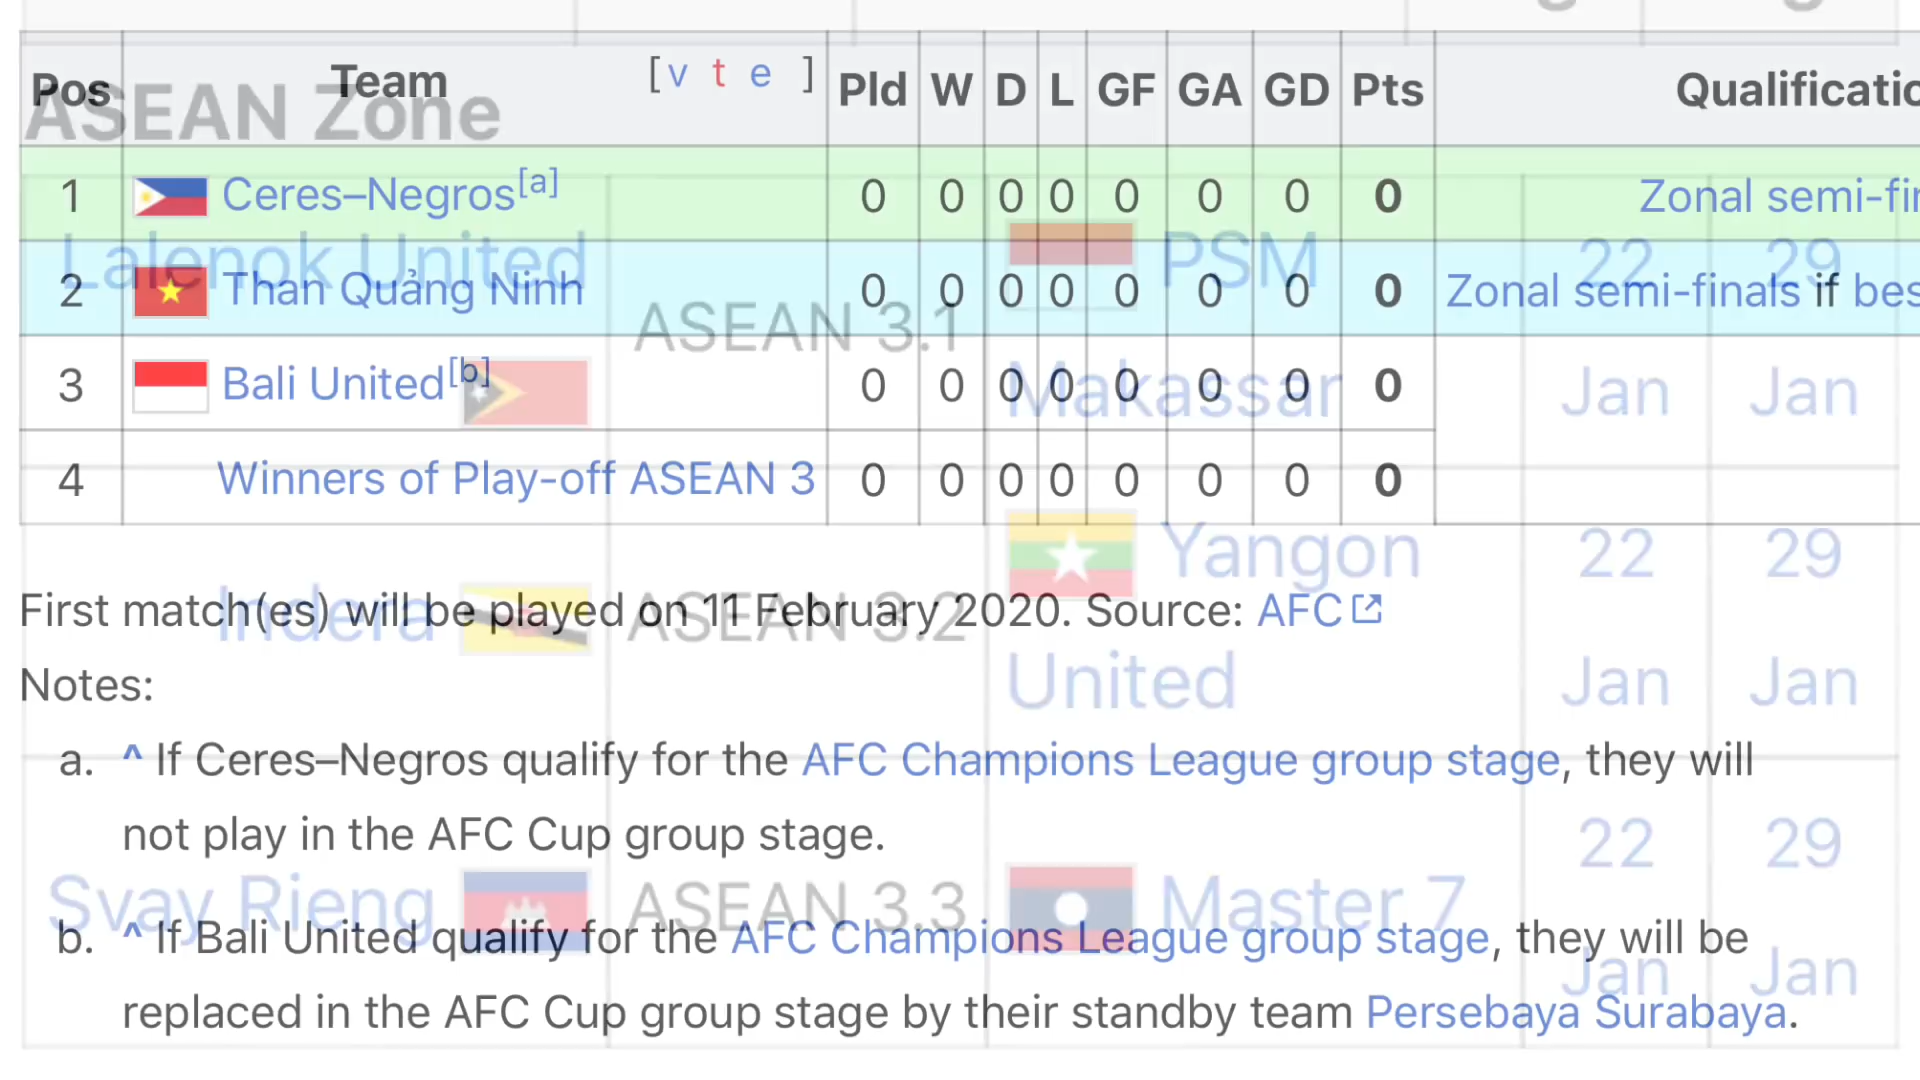 Pos Team [v t e ] Pld W D L GF GA GD Pts Qualificatio
ASEAN Zone
1 Ceres–Negros[a] 0 0 0 0 0 0 0 0 Zonal semi-fin
Lalenok United PSM 22 29
2 Than Quảng Ninh 0 0 0 0 0 0 0 0 Zonal semi-finals if bes
ASEAN 3.1
3 Bali United[b] 0 0 0 0 0 0 0 0
Makassar Jan Jan
4 Winners of Play-off ASEAN 3 0 0 0 0 0 0 0 0
Yangon 22 29
First match(es) will be played on 11 February 2020. Source: AFC
Indera ASEAN 3.2
Notes:
United Jan Jan
a. ^ If Ceres–Negros qualify for the AFC Champions League group stage, they will
not play in the AFC Cup group stage.
22 29
Svay Rieng ASEAN 3.3 Master 7
b. ^ If Bali United qualify for the AFC Champions League group stage, they will be
Jan Jan
replaced in the AFC Cup group stage by their standby team Persebaya Surabaya.